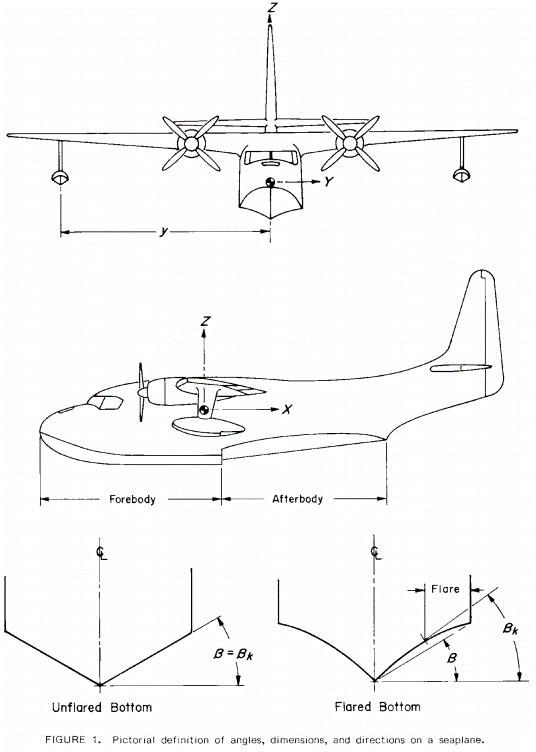 Z
Y
y
Z
X
Forebody
Afterbody
℄
℄
Flare
β = βk
βk
β
Unflared Bottom
Flared Bottom
FIGURE 1. Pictorial definition of angles, dimensions, and directions on a seaplane.